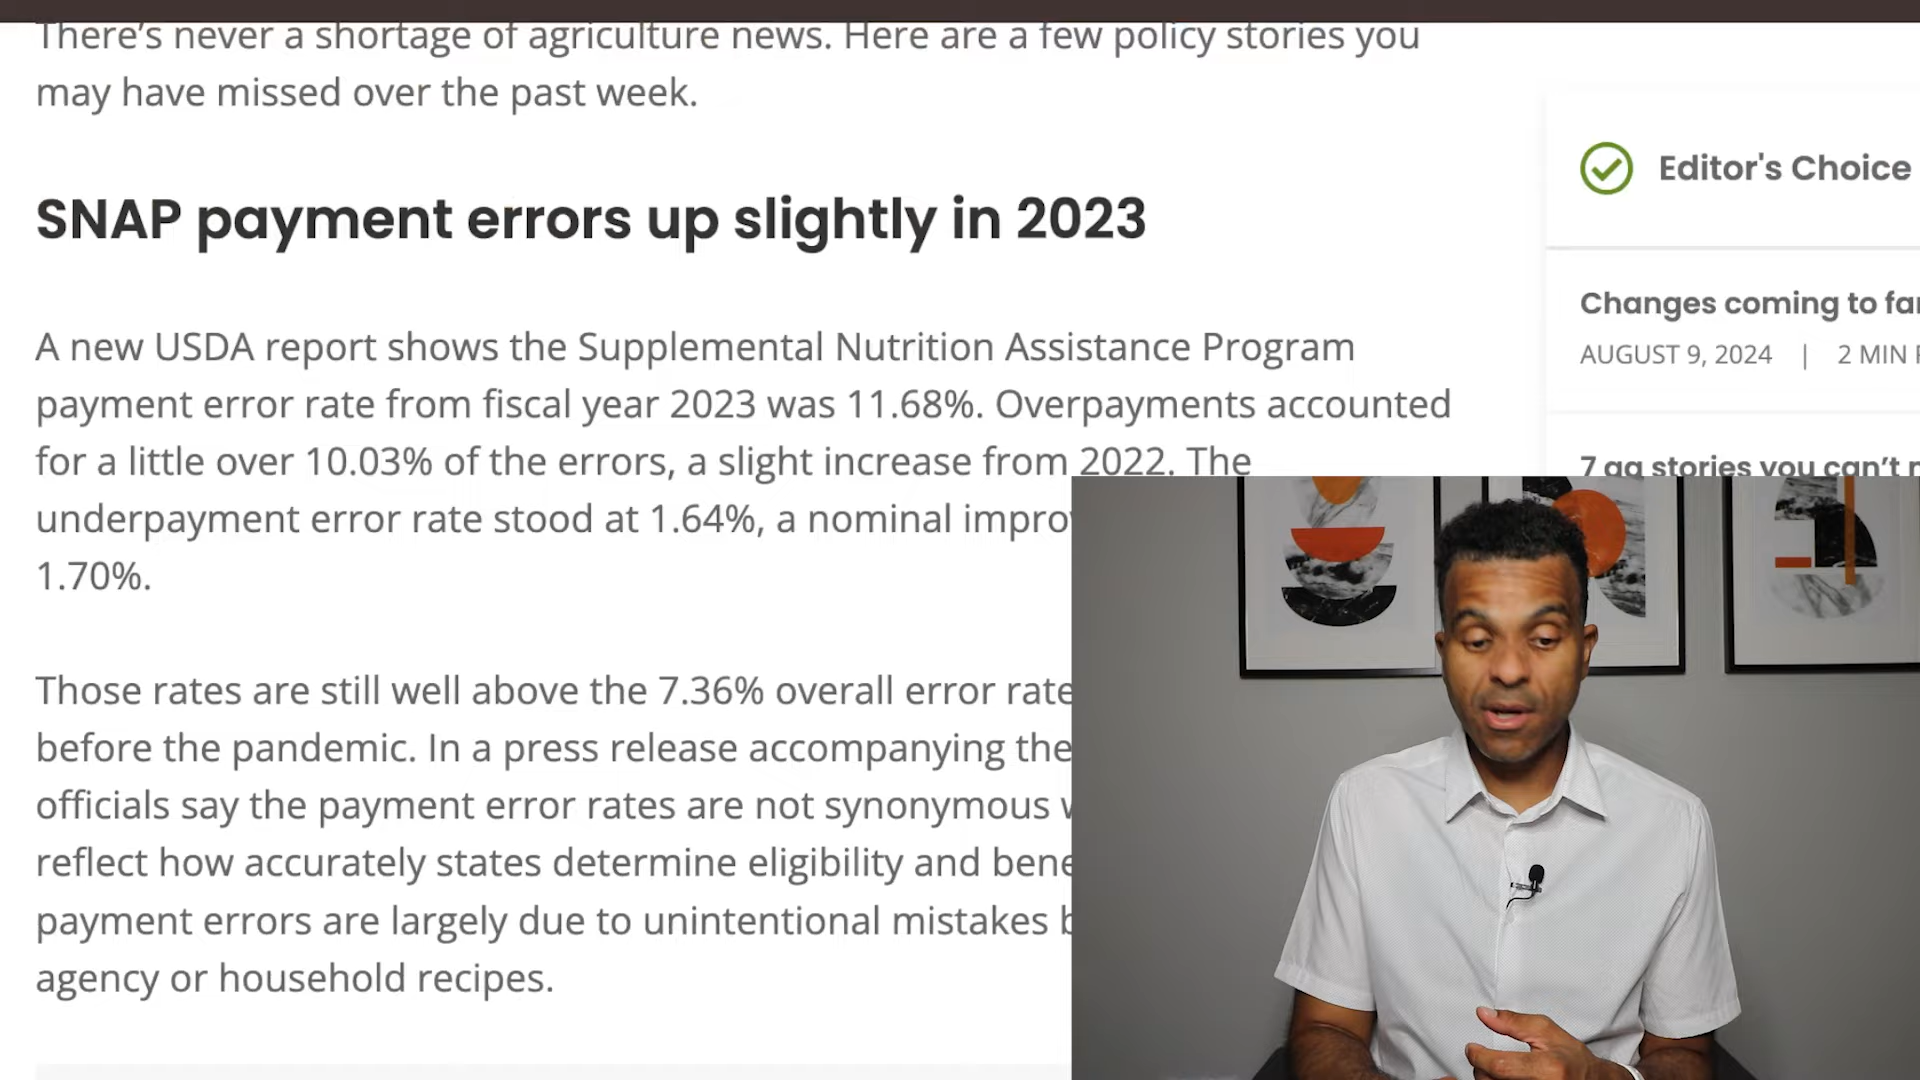 There's never a shortage of agriculture news. Here are a few policy stories you
may have missed over the past week.
SNAP payment errors up slightly in 2023
A new USDA report shows the Supplemental Nutrition Assistance Program
payment error rate from fiscal year 2023 was 11.68%. Overpayments accounted
for a little over 10.03% of the errors, a slight increase from 2022. The
underpayment error rate stood at 1.64%, a nominal
1.70%.
Those rates are still well above the 7.36% overall error rate
before the pandemic. In a press release accompanying the
officials say the payment error rates are not synonymous
reflect how accurately states determine eligibility and
payment errors are largely due to unintentional mistakes
agency or household recipes.
Editor's Choice
Changes coming to
AUGUST 9, 2024 | 2 MIN
7 ag stories you can't